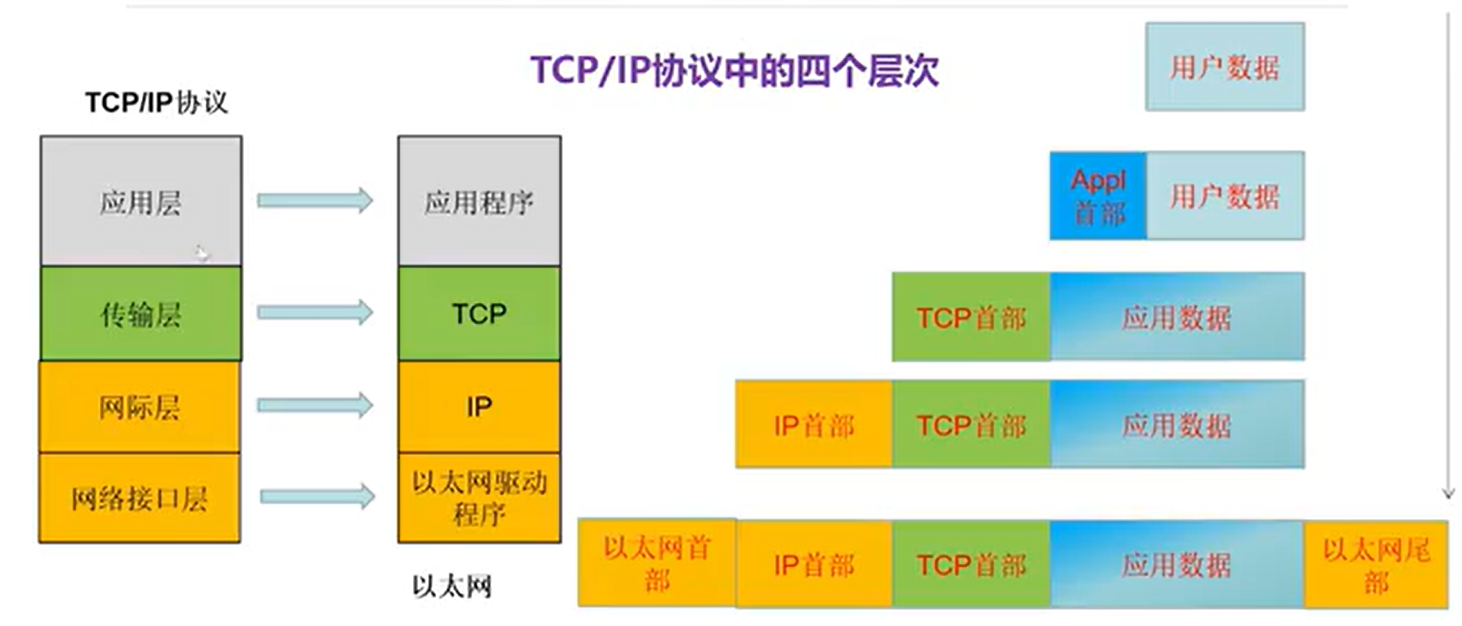 TCP/IP协议中的四个层次
TCP/IP协议
应用层
传输层
网际层
网络接口层
应用程序
TCP
IP
以太网驱动
程序
以太网
用户数据
Appl
首部
用户数据
TCP首部
应用数据
IP首部
TCP首部
应用数据
以太网首
部
IP首部
TCP首部
应用数据
以太网尾
部